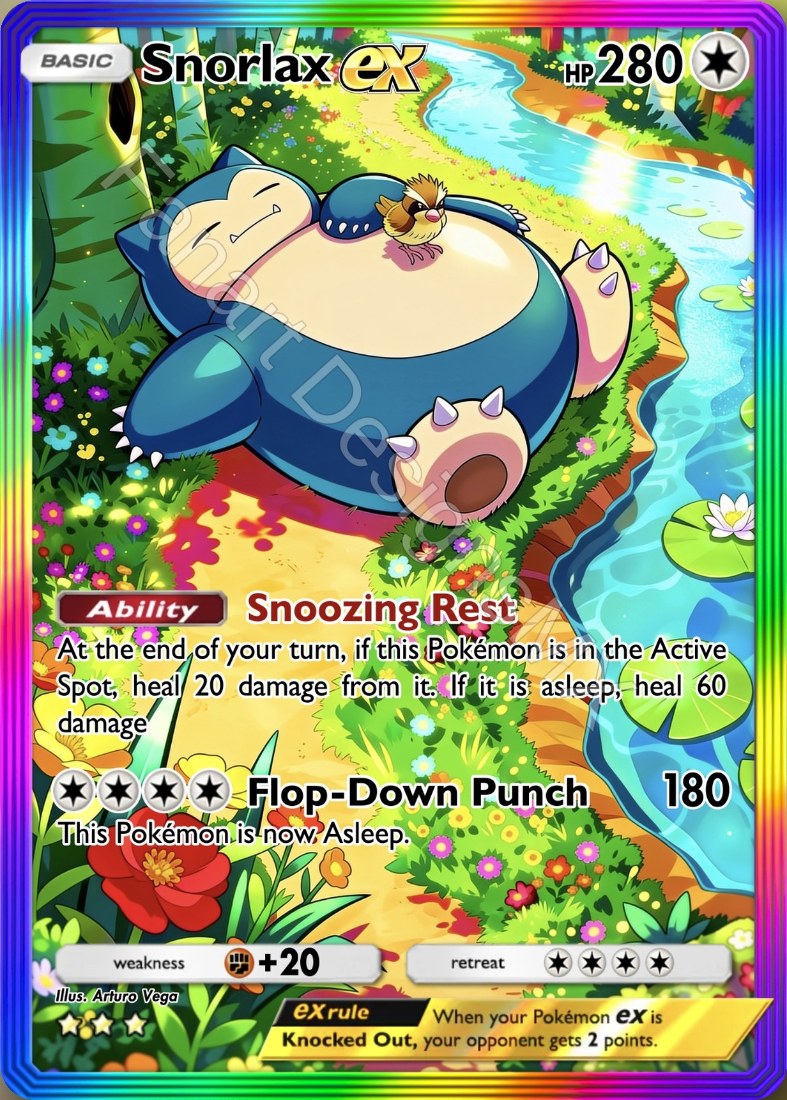 BASIC Snorlax ex HP 280
Ability Snoozing Rest
At the end of your turn, if this Pokémon is in the Active
Spot, heal 20 damage from it. If it is asleep, heal 60
damage
Flop-Down Punch 180
This Pokémon is now Asleep.
weakness +20 retreat
Illus. Arturo Vega
ex rule When your Pokémon ex is
Knocked Out, your opponent gets 2 points.
Fanart Design